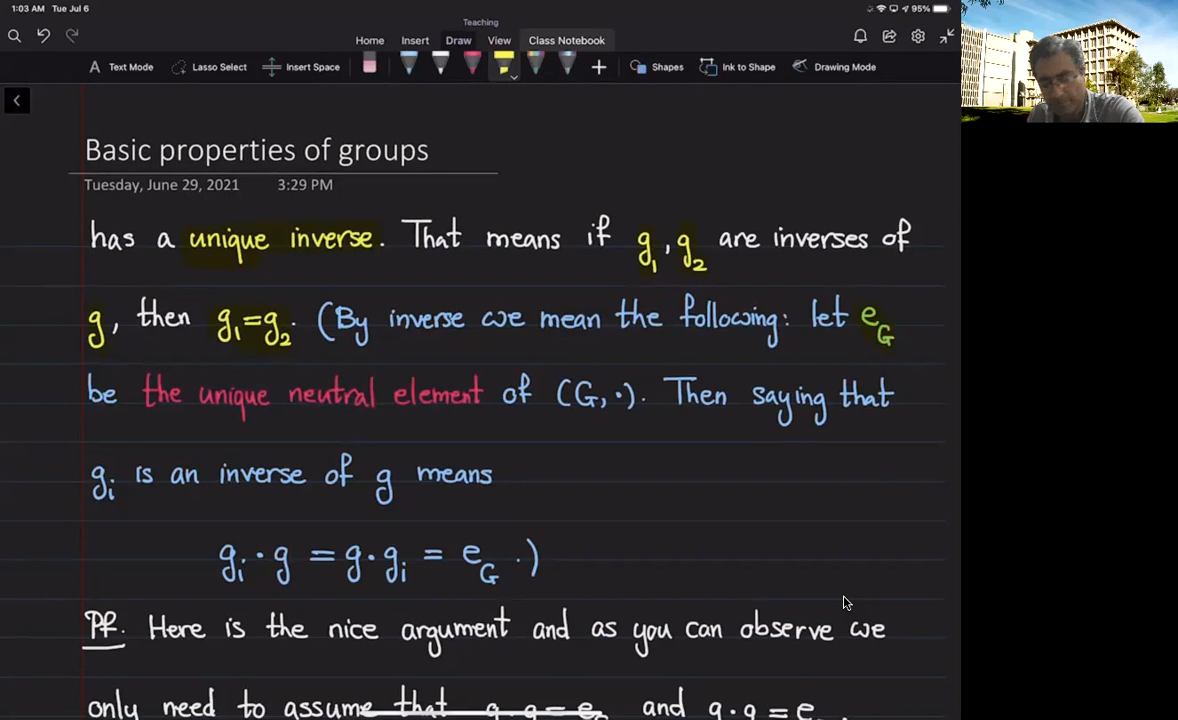 1:03 AM Tue Jul 6
95%
Teaching
Home Insert Draw View Class Notebook
Text Mode Lasso Select Insert Space Shapes Ink to Shape Drawing Mode
Basic properties of groups
Tuesday, June 29, 2021 3:29 PM
has a unique inverse. That means if g₁, g₂ are inverses of
g, then g₁=g₂. (By inverse we mean the following: let e_G
be the unique neutral element of (G,·). Then saying that
gᵢ is an inverse of g means
gᵢ·g = g·gᵢ = e_G.)
Pf. Here is the nice argument and as you can observe we
only need to assume that and